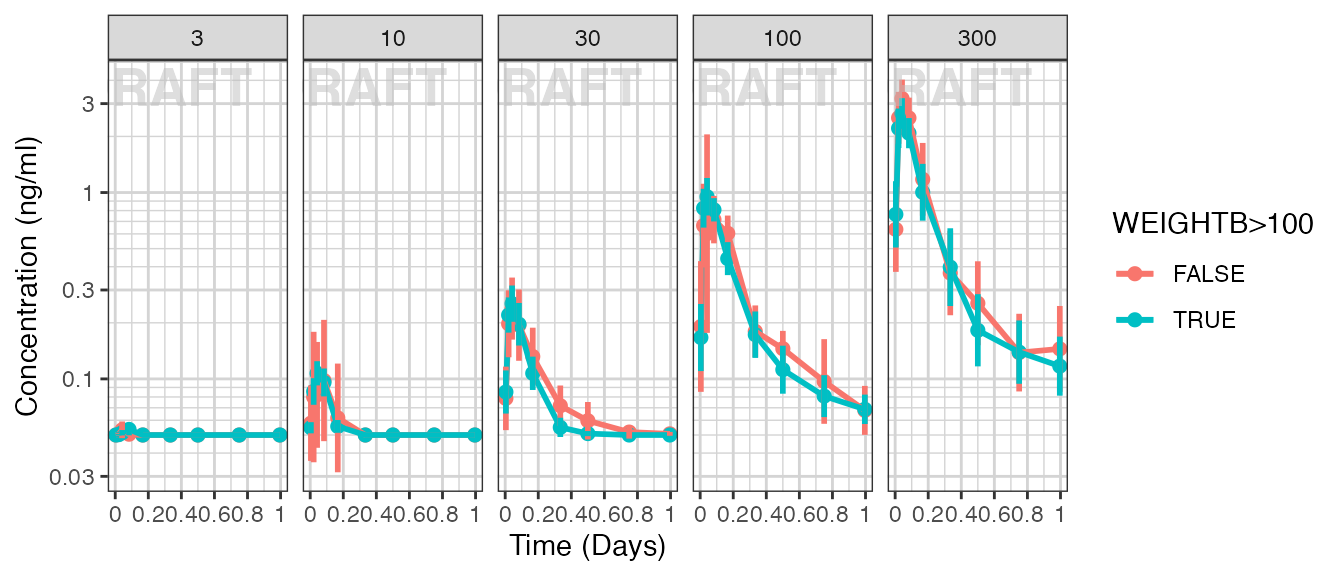 3 10 30 100 300
RAFT RAFT RAFT RAFT RAFT
3
1
0.3
0.1
0.03
Concentration (ng/ml)
0 0.20.40.60.8 1 0 0.20.40.60.8 1 0 0.20.40.60.8 1 0 0.20.40.60.8 1 0 0.20.40.60.8 1
Time (Days)
WEIGHTB>100
FALSE
TRUE